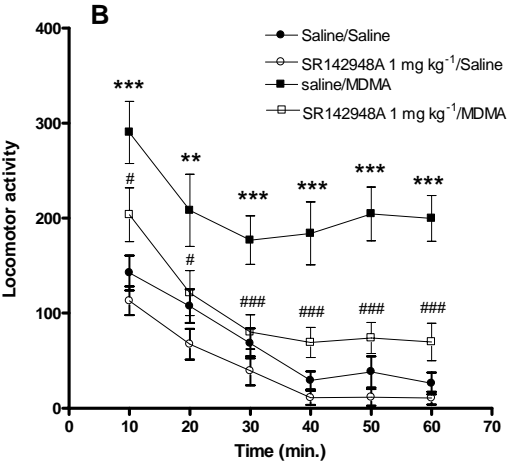 B
400
300
200
100
0
Locomotor activity
Saline/Saline
SR142948A 1 mg kg⁻¹/Saline
saline/MDMA
SR142948A 1 mg kg⁻¹/MDMA
***
**
***
***
***
***
#
#
###
###
###
###
0 10 20 30 40 50 60 70
Time (min.)